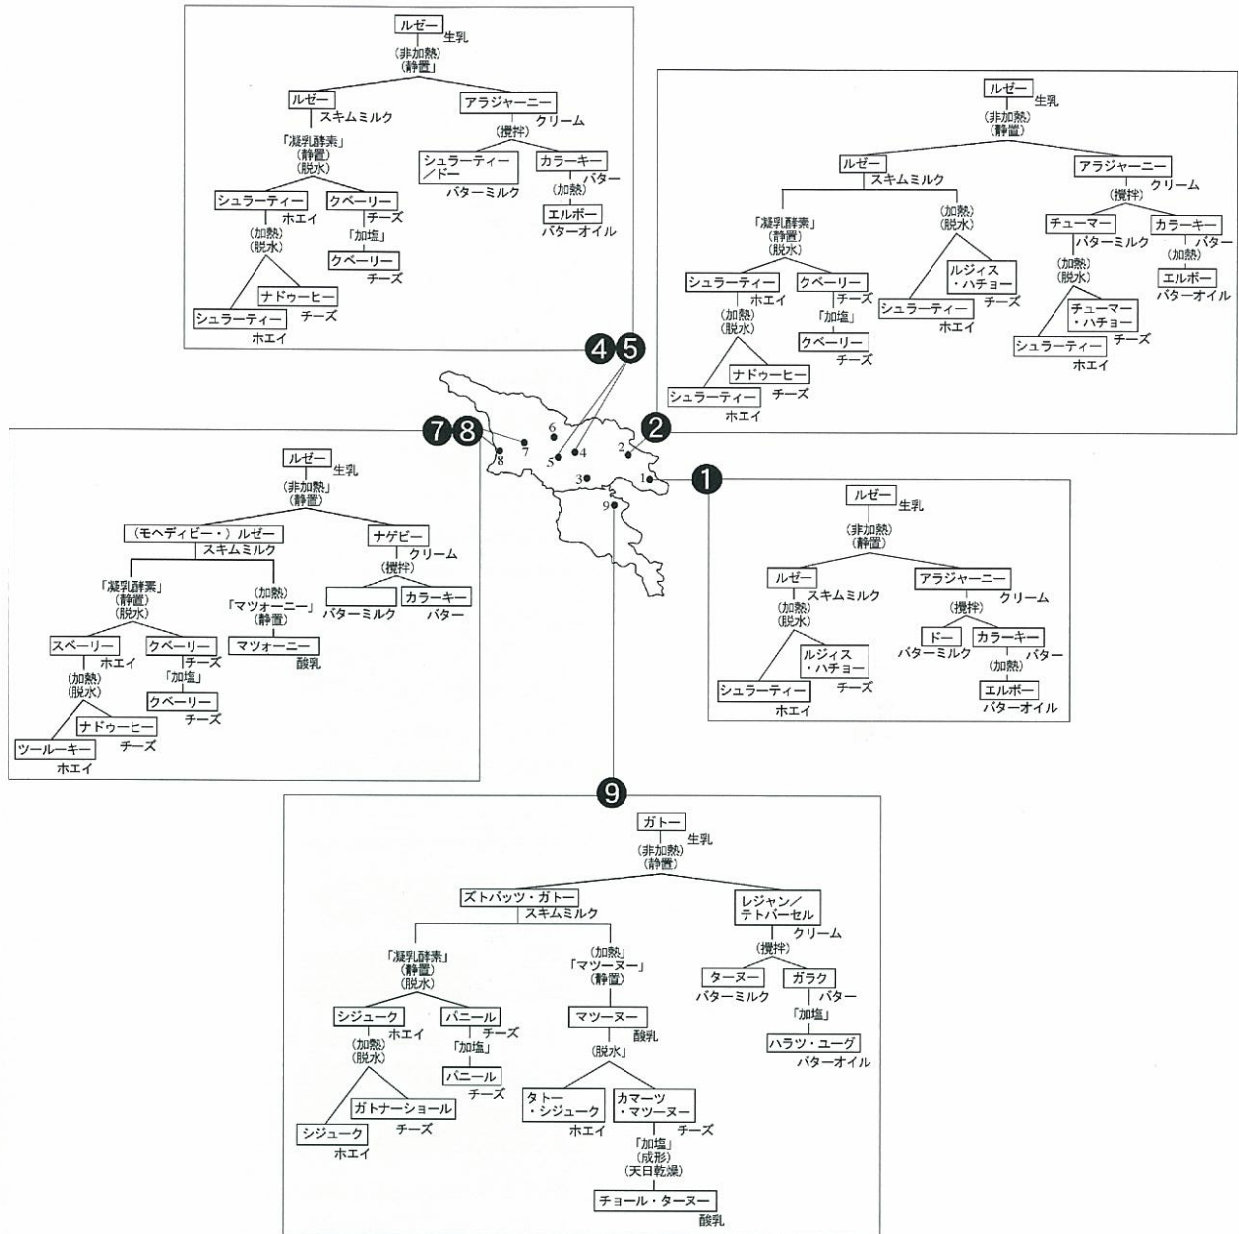 ルゼー
生乳
(非加熱)
(静置」
ルゼー
スキムミルク
アラジャーニー
クリーム
「凝乳酵素」
(静置)
(脱水)
(攪拌)
シュラーティー
／ドー
バターミルク
カラーキー
バター
(加熱)
エルボー
バターオイル
シュラーティー
ホエイ
クベーリー
チーズ
(加熱)
(脱水)
「加塩」
クベーリー
チーズ
ナドゥーヒー
チーズ
シュラーティー
ホエイ
❹❺
ルゼー
生乳
(非加熱)
(静置)
ルゼー
スキムミルク
アラジャーニー
クリーム
(攪拌)
「凝乳酵素」
(静置)
(脱水)
(加熱)
(脱水)
チューマー
バターミルク
カラーキー
バター
(加熱)
エルボー
バターオイル
(加熱)
(脱水)
シュラーティー
ホエイ
クベーリー
チーズ
ルジィス
・ハチョー
チーズ
シュラーティー
ホエイ
チューマー
・ハチョー
チーズ
シュラーティー
ホエイ
(加熱)
(脱水)
「加塩」
クベーリー
チーズ
ナドゥーヒー
チーズ
シュラーティー
ホエイ
❷
❼❽
6
7
8
5
4
2
3
1
9
❶
ルゼー
生乳
(非加熱」
(静置)
(モヘディビー・)ルゼー
スキムミルク
ナゲビー
クリーム
(攪拌)
バターミルク
カラーキー
バター
「凝乳酵素」
(静置)
(脱水)
(加熱)
「マツォーニー」
(静置)
スベーリー
ホエイ
クベーリー
チーズ
マツォーニー
酸乳
(加熱)
(脱水)
「加塩」
クベーリー
チーズ
ナドゥーヒー
チーズ
ツールーキー
ホエイ
ルゼー
生乳
(非加熱)
(静置)
ルゼー
スキムミルク
アラジャーニー
クリーム
(加熱)
(脱水)
(攪拌)
ドー
バターミルク
カラーキー
バター
ルジィス
・ハチョー
チーズ
シュラーティー
ホエイ
(加熱)
エルボー
バターオイル
❾
ガトー
生乳
(非加熱)
(静置)
ズトバッツ・ガトー
スキムミルク
レジャン／
テトバーセル
クリーム
「凝乳酵素」
(静置)
(脱水)
(加熱」
「マツーヌー」
(静置)
(攪拌)
ターヌー
バターミルク
ガラク
バター
「加塩」
ハラツ・ユーグ
バターオイル
シジューク
ホエイ
バニール
チーズ
マツーヌー
酸乳
(加熱)
(脱水)
「加塩」
バニール
チーズ
(脱水」
ガトナーショール
チーズ
シジューク
ホエイ
タトー
・シジューク
ホエイ
カマーツ
・マツーヌー
チーズ
「加塩」
(成形)
(天日乾燥)
チョール・ターヌー
酸乳